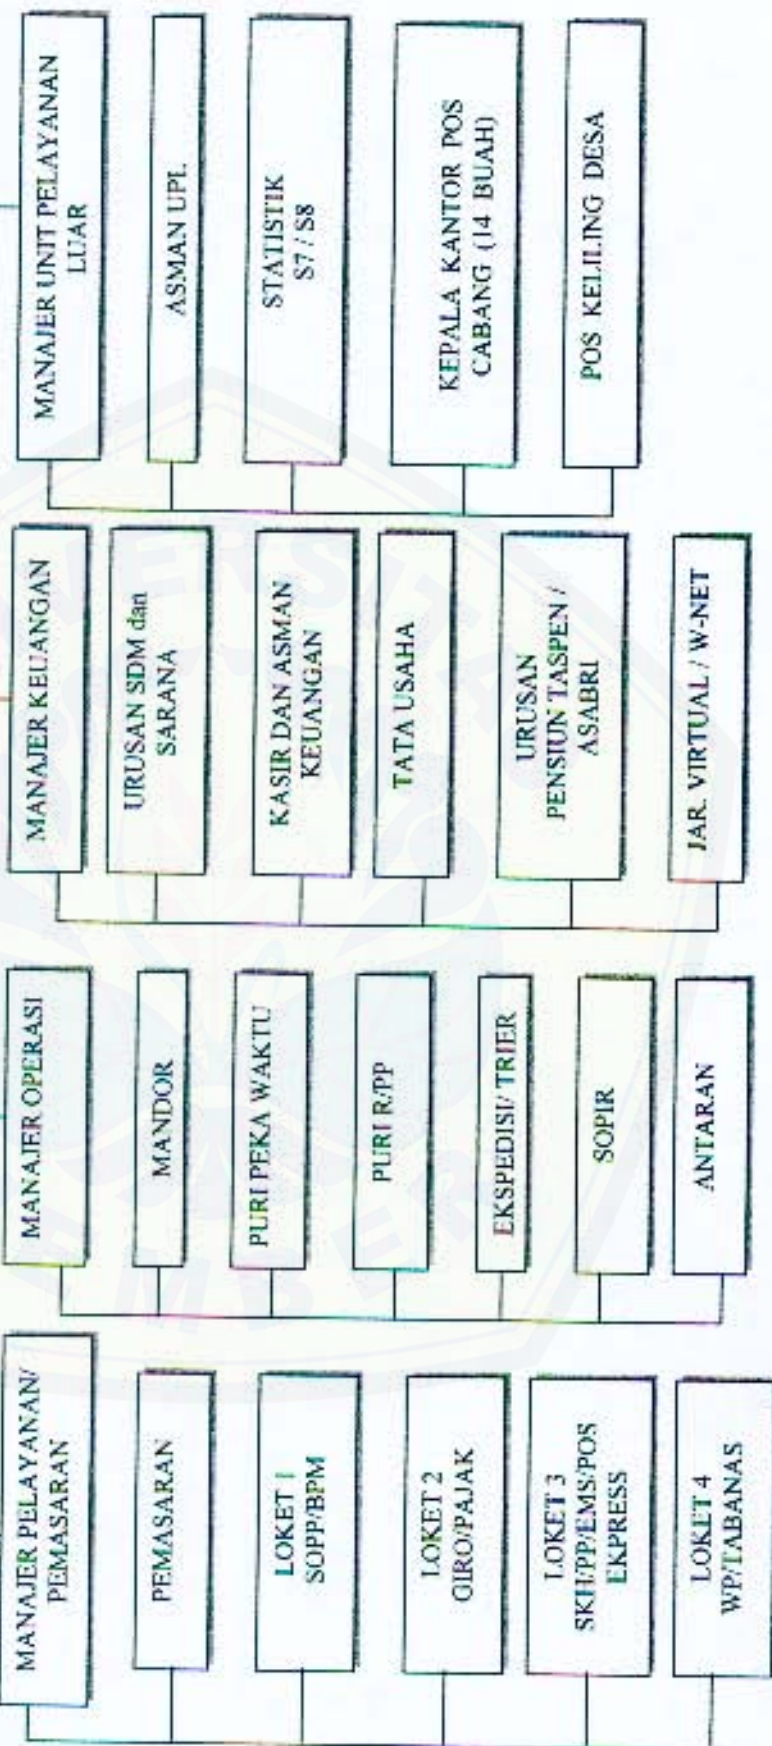 MANAJER PELAYANAN/
PEMASARAN
PEMASARAN
LOKET 1
SOPP/BPM
LOKET 2
GIRO/PAJAK
LOKET 3
SKH/PP/EMS/POS
EKPRESS
LOKET 4
WP/TABANAS
MANAJER OPERASI
MANDOR
PURI PEKA WAKTU
PURI R/PP
EKSPEDISI/ TRIER
SOPIR
ANTARAN
MANAJER KEUANGAN
URUSAN SDM dan
SARANA
KASIR DAN ASMAN
KEUANGAN
TATA USAHA
URUSAN
PENSIUN TASPEN /
ASABRI
JAR. VIRTUAL / W-NET
MANAJER UNIT PELAYANAN
LUAR
ASMAN UPL
STATISTIK
S7 / S8
KEPALA KANTOR POS
CABANG (14 BUAH)
POS KELILING DESA
UNIVERSITAS
JEMBER